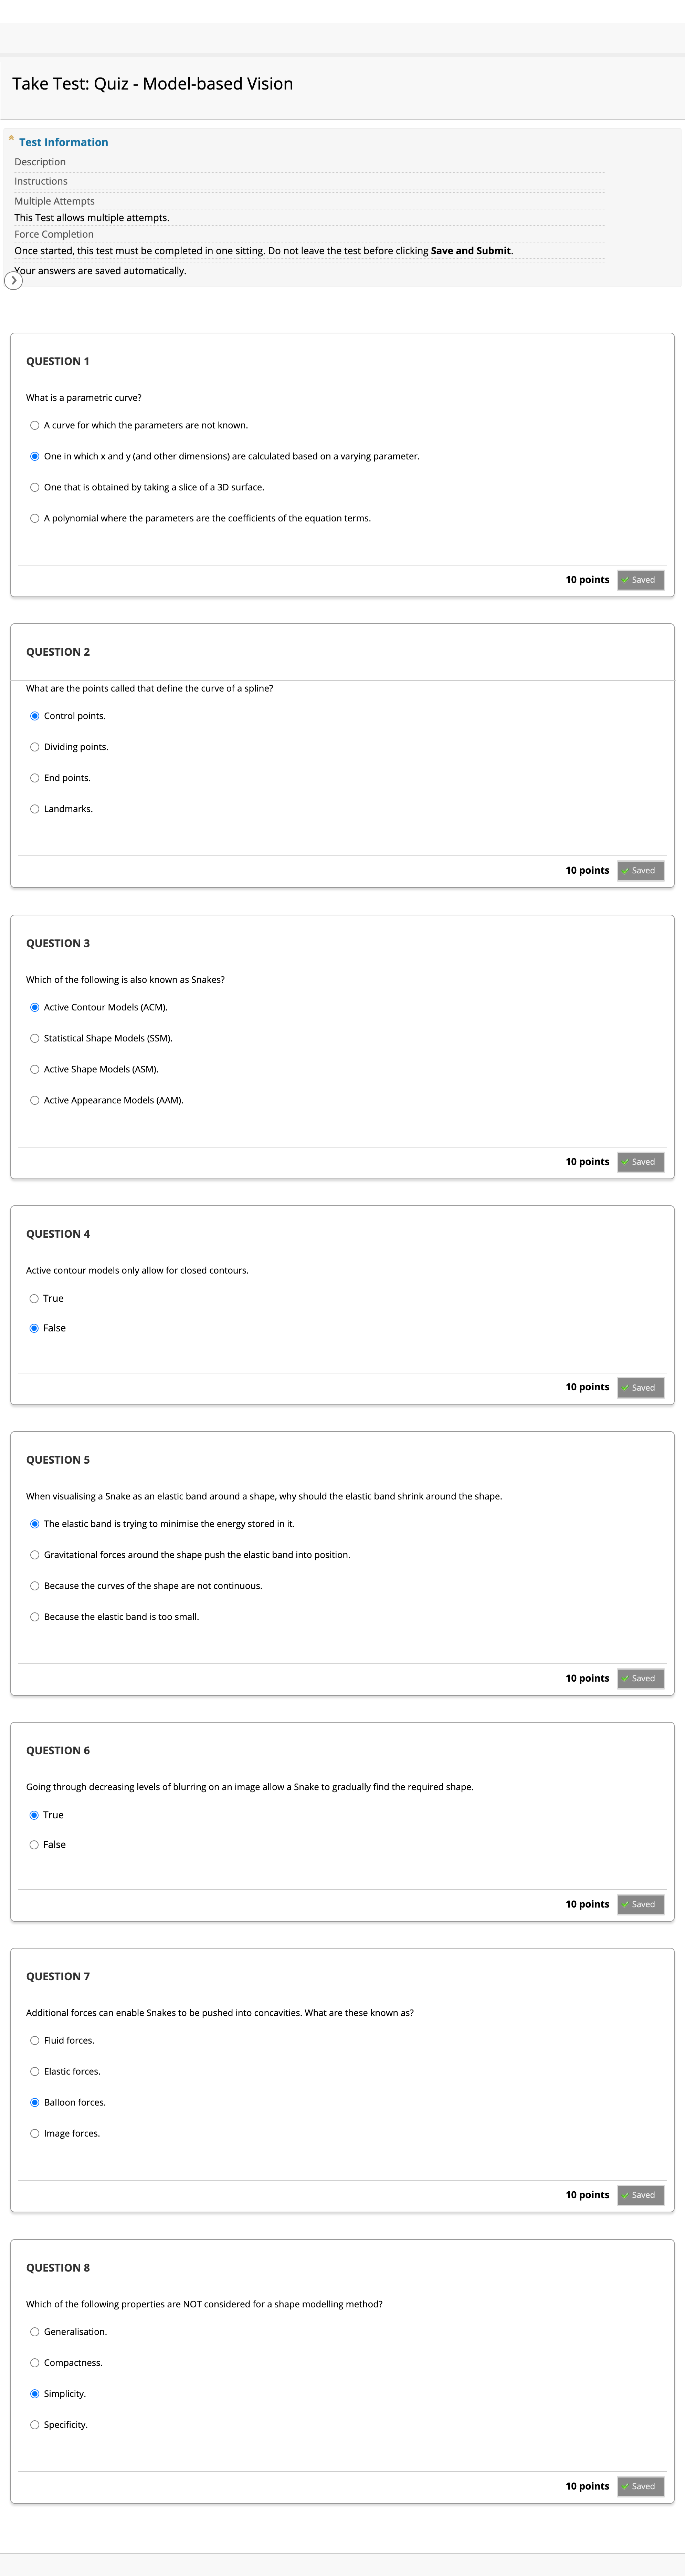 Take Test: Quiz - Model-based Vision
Test Information
Description
Instructions
Multiple Attempts
This Test allows multiple attempts.
Force Completion
Once started, this test must be completed in one sitting. Do not leave the test before clicking Save and Submit.
Your answers are saved automatically.
QUESTION 1
What is a parametric curve?
A curve for which the parameters are not known.
One in which x and y (and other dimensions) are calculated based on a varying parameter.
One that is obtained by taking a slice of a 3D surface.
A polynomial where the parameters are the coefficients of the equation terms.
10 points Saved
QUESTION 2
What are the points called that define the curve of a spline?
Control points.
Dividing points.
End points.
Landmarks.
10 points Saved
QUESTION 3
Which of the following is also known as Snakes?
Active Contour Models (ACM).
Statistical Shape Models (SSM).
Active Shape Models (ASM).
Active Appearance Models (AAM).
10 points Saved
QUESTION 4
Active contour models only allow for closed contours.
True
False
10 points Saved
QUESTION 5
When visualising a Snake as an elastic band around a shape, why should the elastic band shrink around the shape.
The elastic band is trying to minimise the energy stored in it.
Gravitational forces around the shape push the elastic band into position.
Because the curves of the shape are not continuous.
Because the elastic band is too small.
10 points Saved
QUESTION 6
Going through decreasing levels of blurring on an image allow a Snake to gradually find the required shape.
True
False
10 points Saved
QUESTION 7
Additional forces can enable Snakes to be pushed into concavities. What are these known as?
Fluid forces.
Elastic forces.
Balloon forces.
Image forces.
10 points Saved
QUESTION 8
Which of the following properties are NOT considered for a shape modelling method?
Generalisation.
Compactness.
Simplicity.
Specificity.
10 points Saved